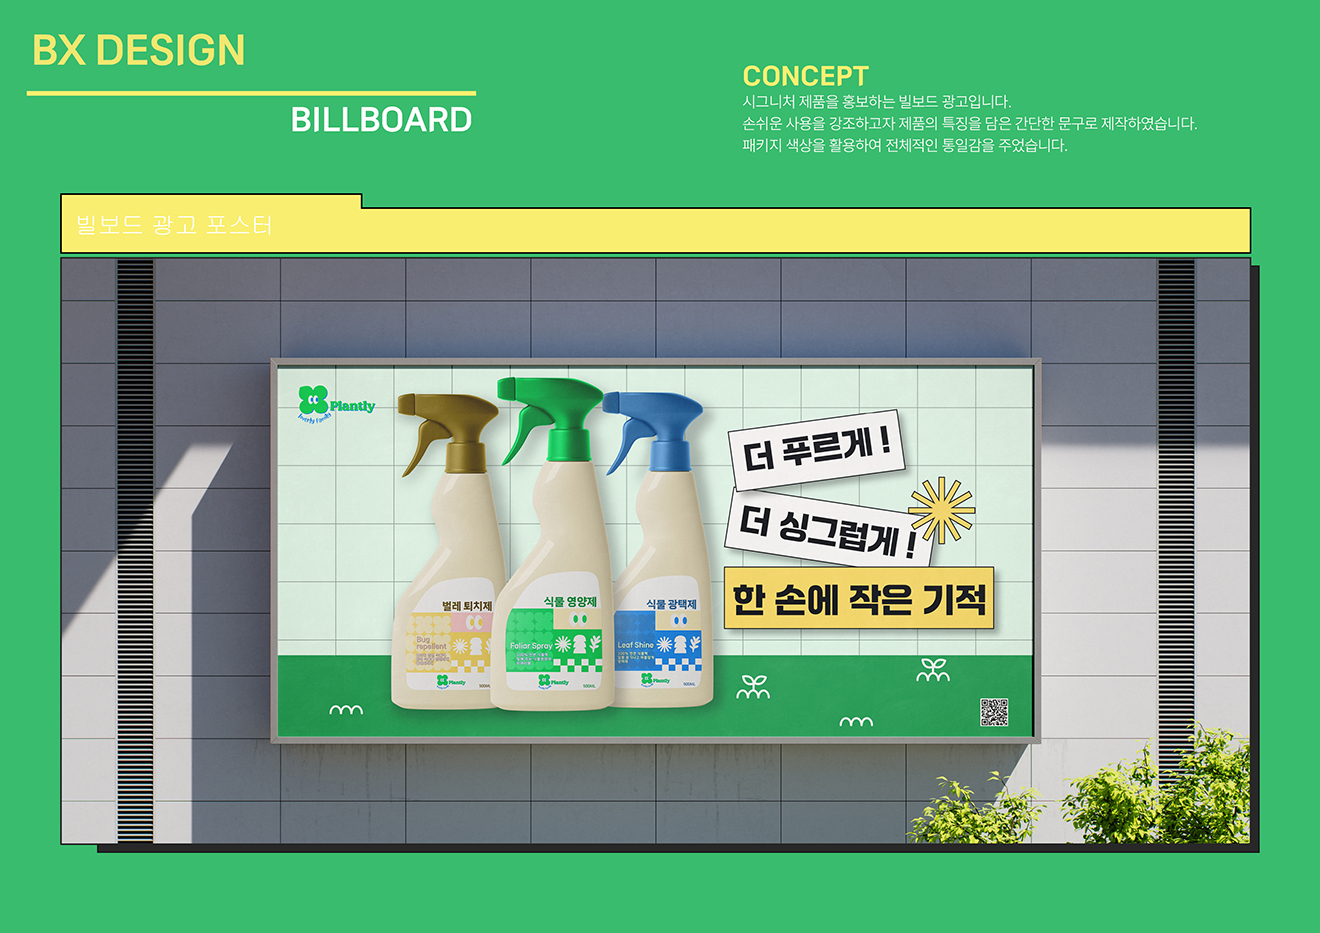 BX DESIGN
BILLBOARD
CONCEPT
시그니처 제품을 홍보하는 빌보드 광고입니다.
손쉬운 사용을 강조하고자 제품의 특징을 담은 간단한 문구로 제작하였습니다.
패키지 색상을 활용하여 전체적인 통일감을 주었습니다.
빌보드 광고 포스터
Plantly
더 푸르게 !
더 싱그럽게 !
한 손에 작은 기적
벌레 퇴치제
Bug
repellent
Plantly
500ML
식물 영양제
Foliar Spray
Plantly
500ML
식물 광택제
Leaf Shine
Plantly
500ML